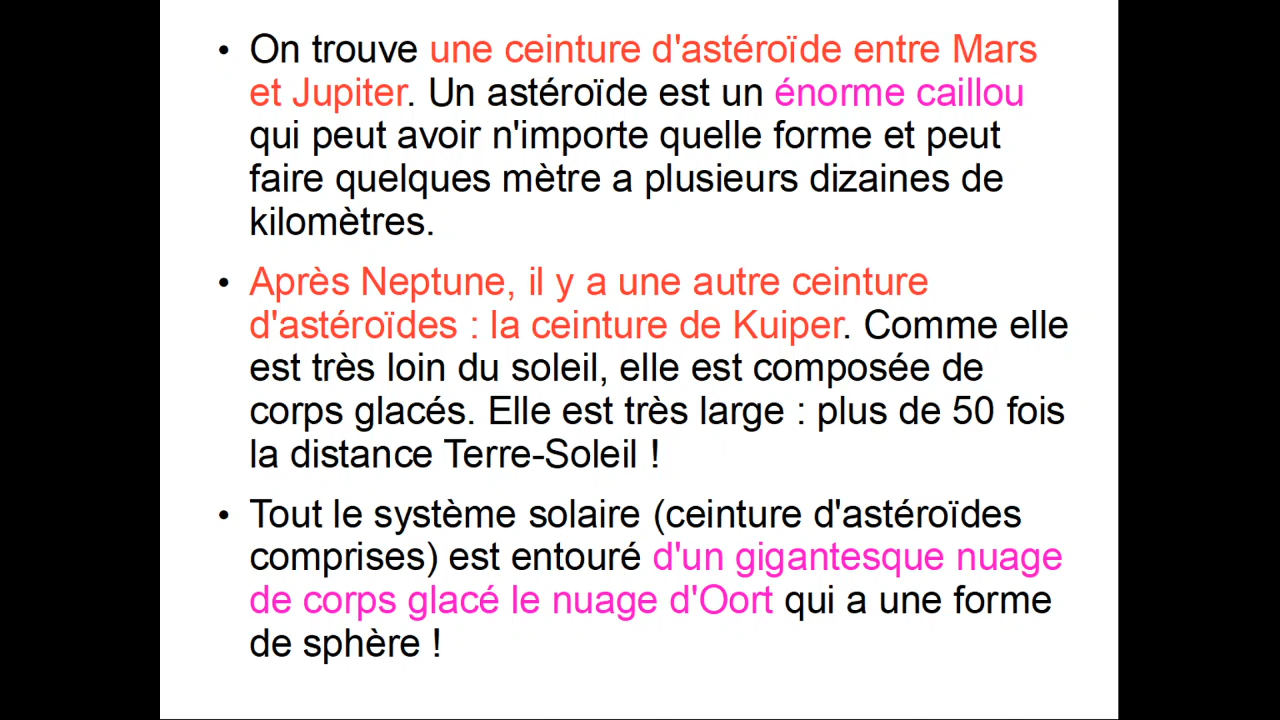 • On trouve une ceinture d'astéroïde entre Mars
et Jupiter. Un astéroïde est un énorme caillou
qui peut avoir n'importe quelle forme et peut
faire quelques mètre a plusieurs dizaines de
kilomètres.
• Après Neptune, il y a une autre ceinture
d'astéroïdes : la ceinture de Kuiper. Comme elle
est très loin du soleil, elle est composée de
corps glacés. Elle est très large : plus de 50 fois
la distance Terre-Soleil !
• Tout le système solaire (ceinture d'astéroïdes
comprises) est entouré d'un gigantesque nuage
de corps glacé le nuage d'Oort qui a une forme
de sphère !